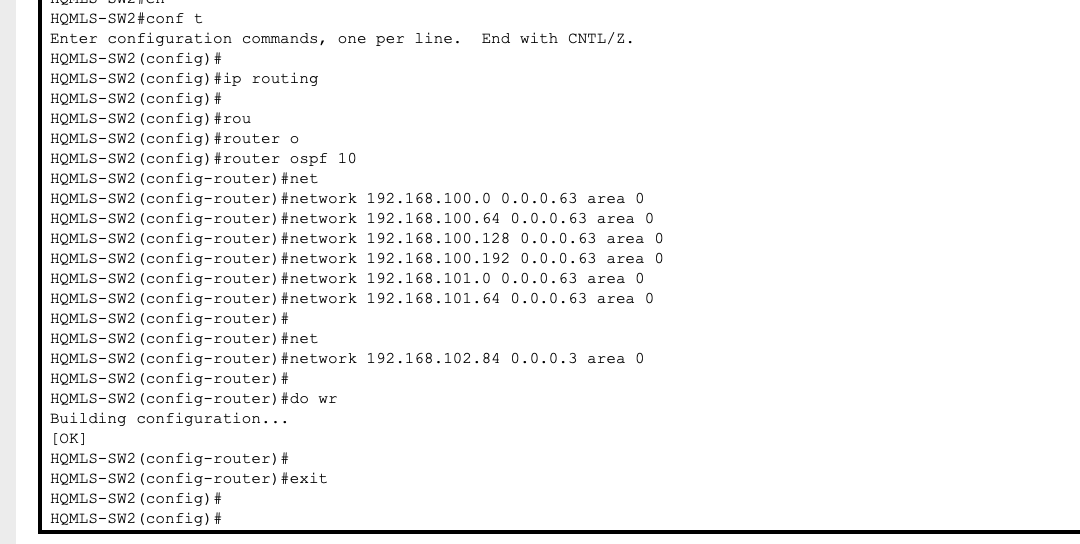 HQMLS-SW2#en
HQMLS-SW2#conf t
Enter configuration commands, one per line.  End with CNTL/Z.
HQMLS-SW2(config)#
HQMLS-SW2(config)#ip routing
HQMLS-SW2(config)#
HQMLS-SW2(config)#rou
HQMLS-SW2(config)#router o
HQMLS-SW2(config)#router ospf 10
HQMLS-SW2(config-router)#net
HQMLS-SW2(config-router)#network 192.168.100.0 0.0.0.63 area 0
HQMLS-SW2(config-router)#network 192.168.100.64 0.0.0.63 area 0
HQMLS-SW2(config-router)#network 192.168.100.128 0.0.0.63 area 0
HQMLS-SW2(config-router)#network 192.168.100.192 0.0.0.63 area 0
HQMLS-SW2(config-router)#network 192.168.101.0 0.0.0.63 area 0
HQMLS-SW2(config-router)#network 192.168.101.64 0.0.0.63 area 0
HQMLS-SW2(config-router)#
HQMLS-SW2(config-router)#net
HQMLS-SW2(config-router)#network 192.168.102.84 0.0.0.3 area 0
HQMLS-SW2(config-router)#
HQMLS-SW2(config-router)#do wr
Building configuration...
[OK]
HQMLS-SW2(config-router)#
HQMLS-SW2(config-router)#exit
HQMLS-SW2(config)#
HQMLS-SW2(config)#